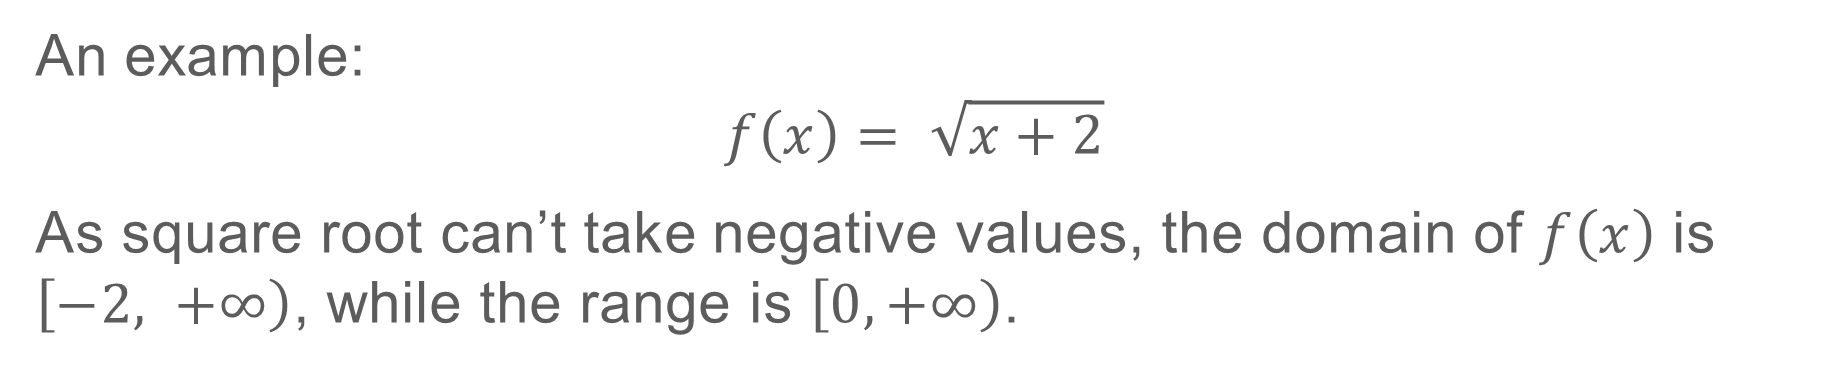 An example:
f(x) = √x + 2
As square root can’t take negative values, the domain of f(x) is
[−2, +∞), while the range is [0, +∞).